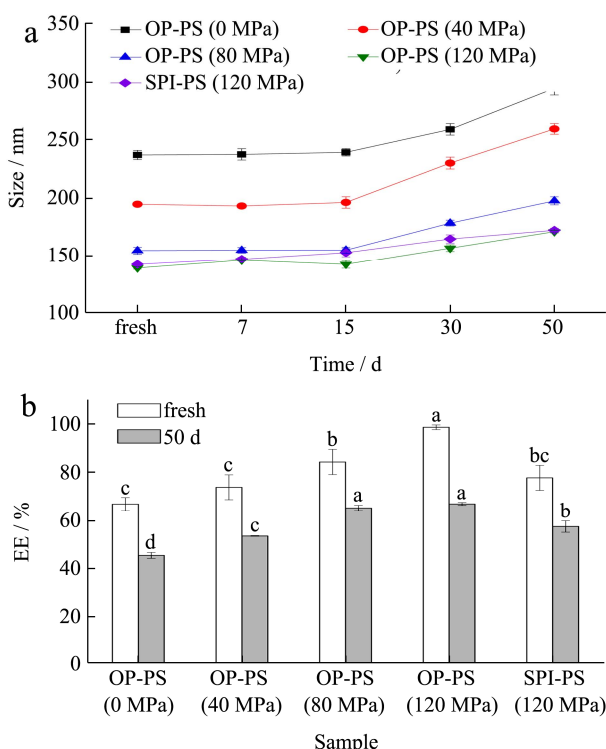 a
OP-PS (0 MPa) OP-PS (40 MPa)
OP-PS (80 MPa) OP-PS (120 MPa)
SPI-PS (120 MPa)
350
300
250
200
150
100
Size / nm
fresh 7 15 30 50
Time / d
b
fresh
50 d
100
80
60
40
20
0
EE / %
c d c c b a a a bc b
OP-PS OP-PS OP-PS OP-PS SPI-PS
(0 MPa) (40 MPa) (80 MPa) (120 MPa) (120 MPa)
Sample